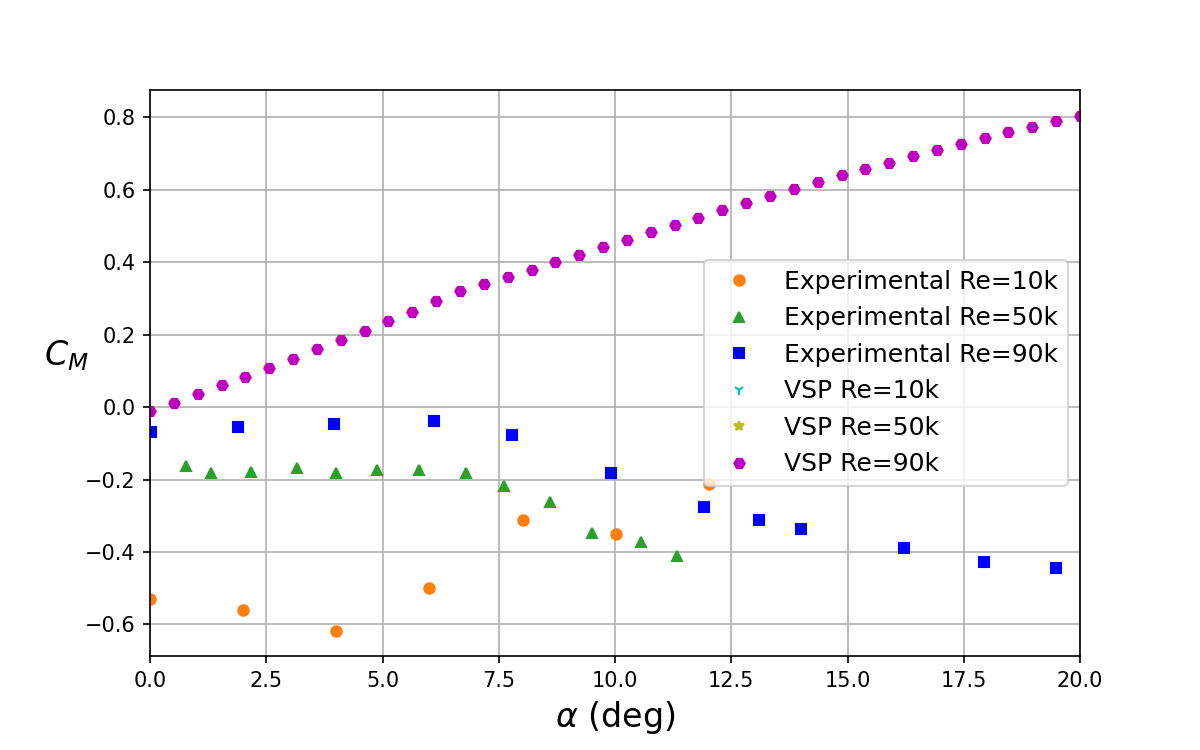 0.8
0.6
0.4
0.2
0.0
−0.2
−0.4
−0.6
C_M
Experimental Re=10k
Experimental Re=50k
Experimental Re=90k
VSP Re=10k
VSP Re=50k
VSP Re=90k
0.0 2.5 5.0 7.5 10.0 12.5 15.0 17.5 20.0
α (deg)